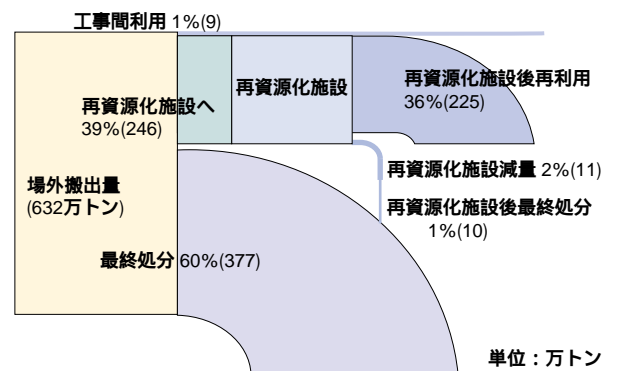 工事間利用 1%(9)
再資源化施設へ
39%(246)
再資源化施設
再資源化施設後再利用
36%(225)
場外搬出量
(632万トン)
再資源化施設減量 2%(11)
再資源化施設後最終処分
1%(10)
最終処分 60%(377)
単位：万トン